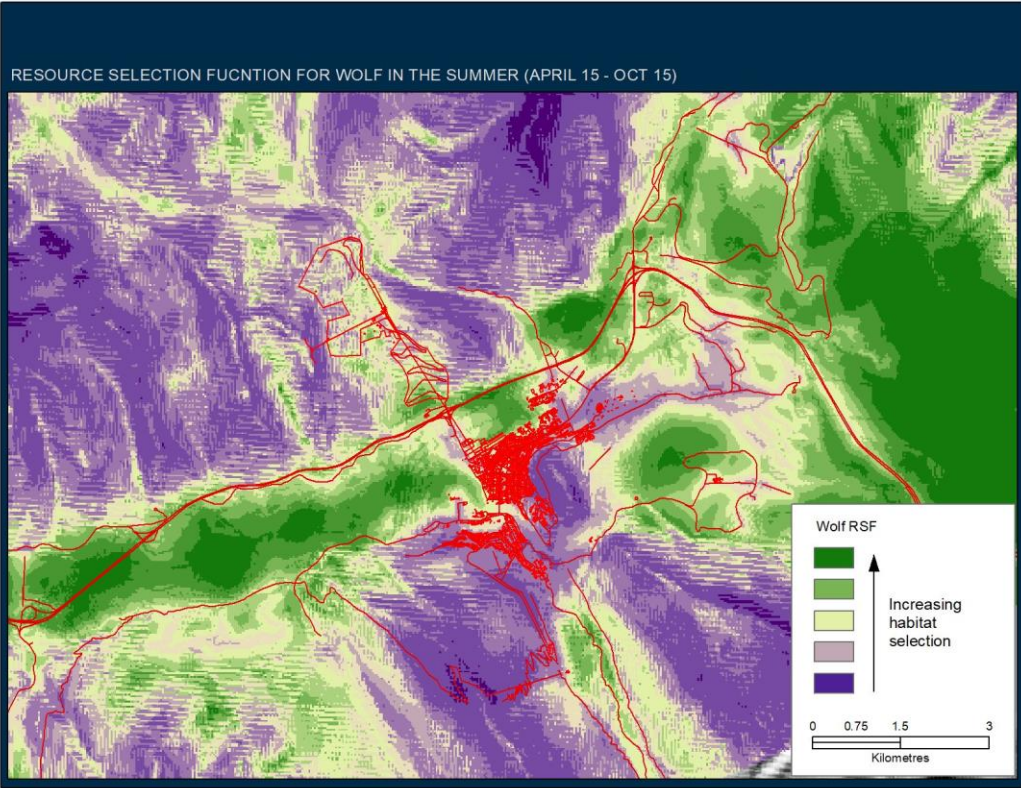 RESOURCE SELECTION FUCNTION FOR WOLF IN THE SUMMER (APRIL 15 - OCT 15)
Wolf RSF
Increasing
habitat
selection
0 0.75 1.5 3
Kilometres